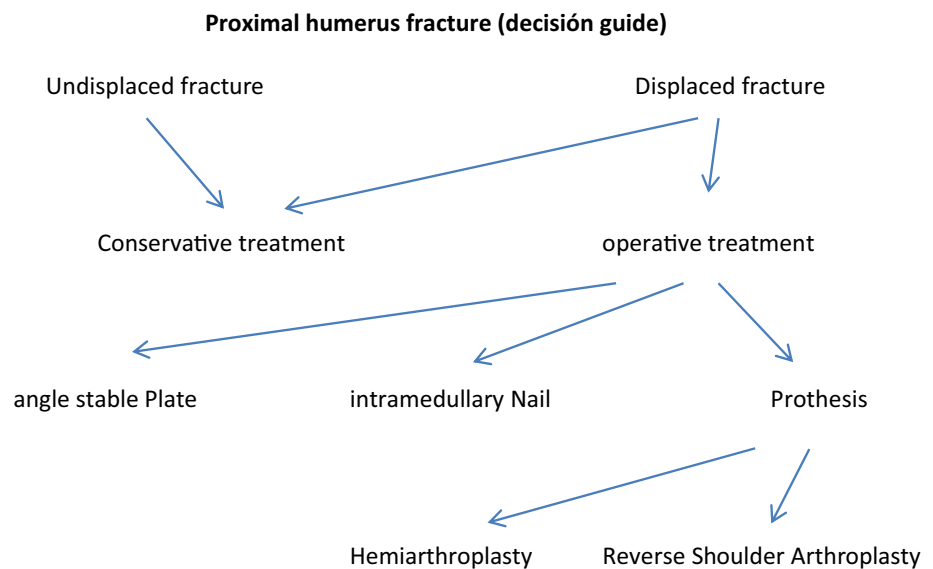 Proximal humerus fracture (decisión guide)
Undisplaced fracture
Displaced fracture
Conservative treatment
operative treatment
angle stable Plate
intramedullary Nail
Prothesis
Hemiarthroplasty
Reverse Shoulder Arthroplasty